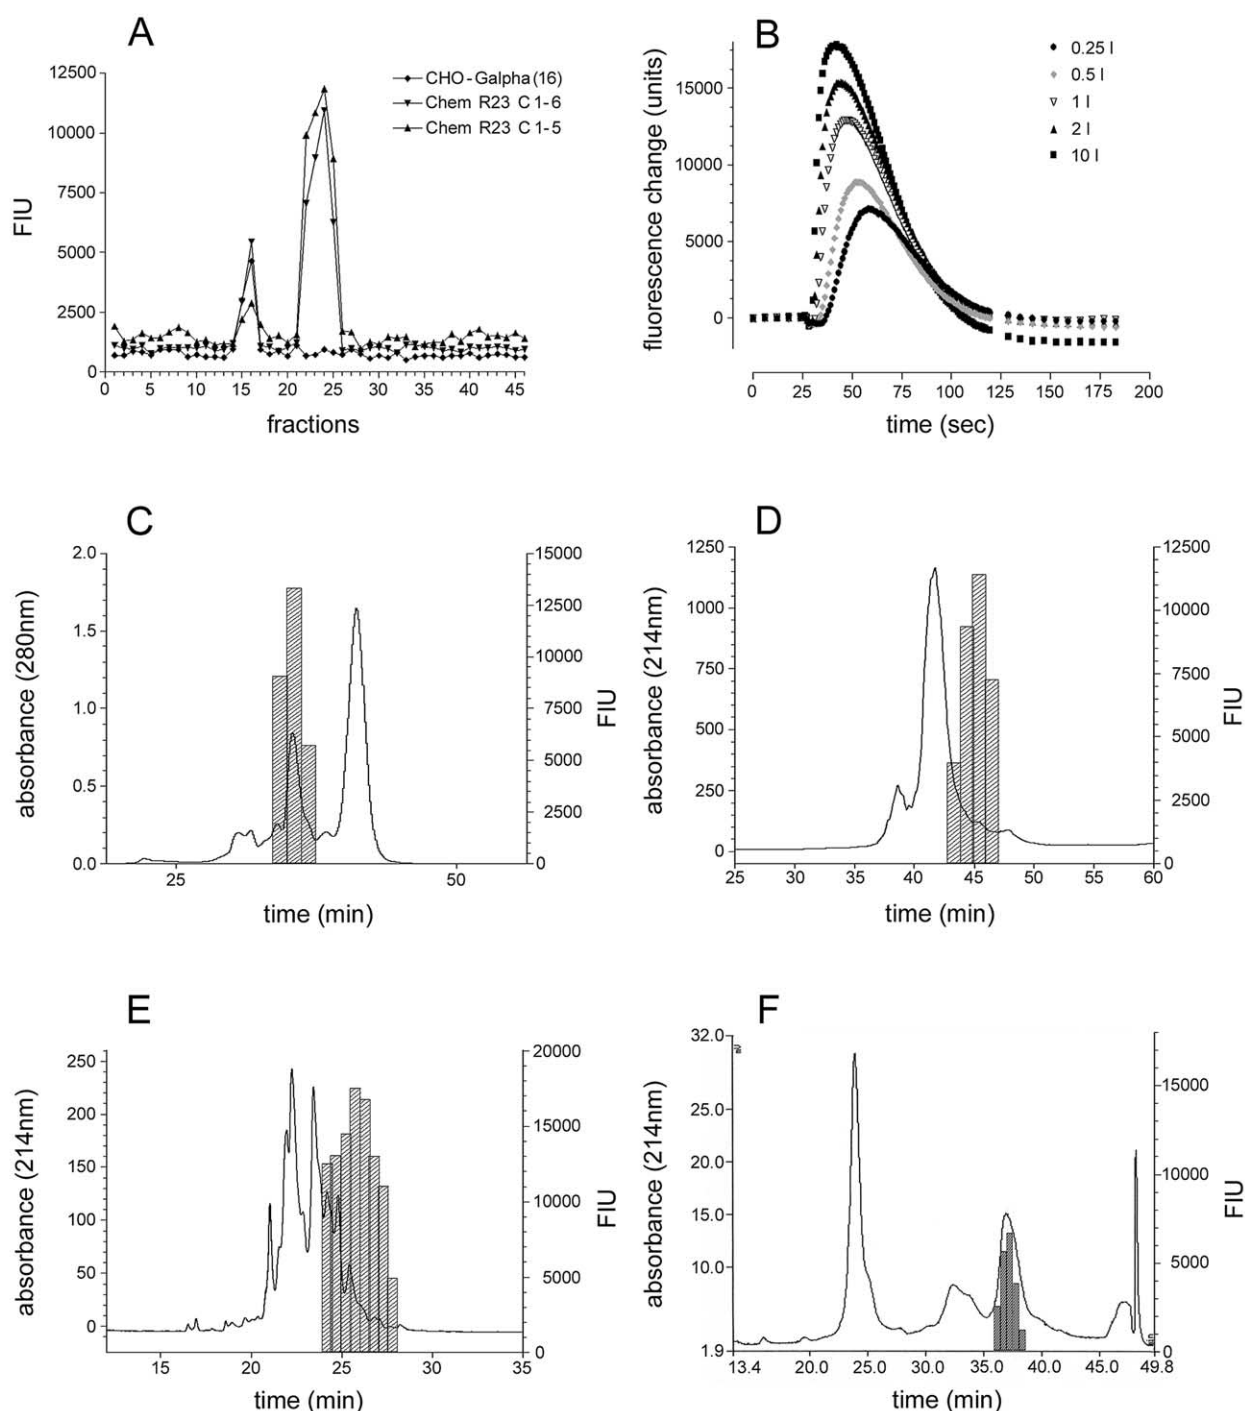 A
12500
10000
7500
5000
2500
0
FIU
0 5 10 15 20 25 30 35 40 45
fractions
CHO-Galpha(16)
Chem R23 C1-6
Chem R23 C1-5
B
15000
10000
5000
0
fluorescence change (units)
0 25 50 75 100 125 150 175 200
time (sec)
0.25 l
0.5 l
1 l
2 l
10 l
C
2.0
1.5
1.0
0.5
0.0
absorbance (280nm)
15000
12500
10000
7500
5000
2500
0
FIU
25 50
time (min)
D
1250
1000
750
500
250
0
absorbance (214nm)
12500
10000
7500
5000
2500
0
FIU
25 30 35 40 45 50 55 60
time (min)
E
250
200
150
100
50
0
absorbance (214nm)
20000
15000
10000
5000
0
FIU
15 20 25 30 35
time (min)
F
32.0
25.0
20.0
15.0
10.0
1.9
absorbance (214nm)
15000
10000
5000
0
FIU
13.4 20.0 25.0 30.0 35.0 40.0 45.0 49.8
time (min)